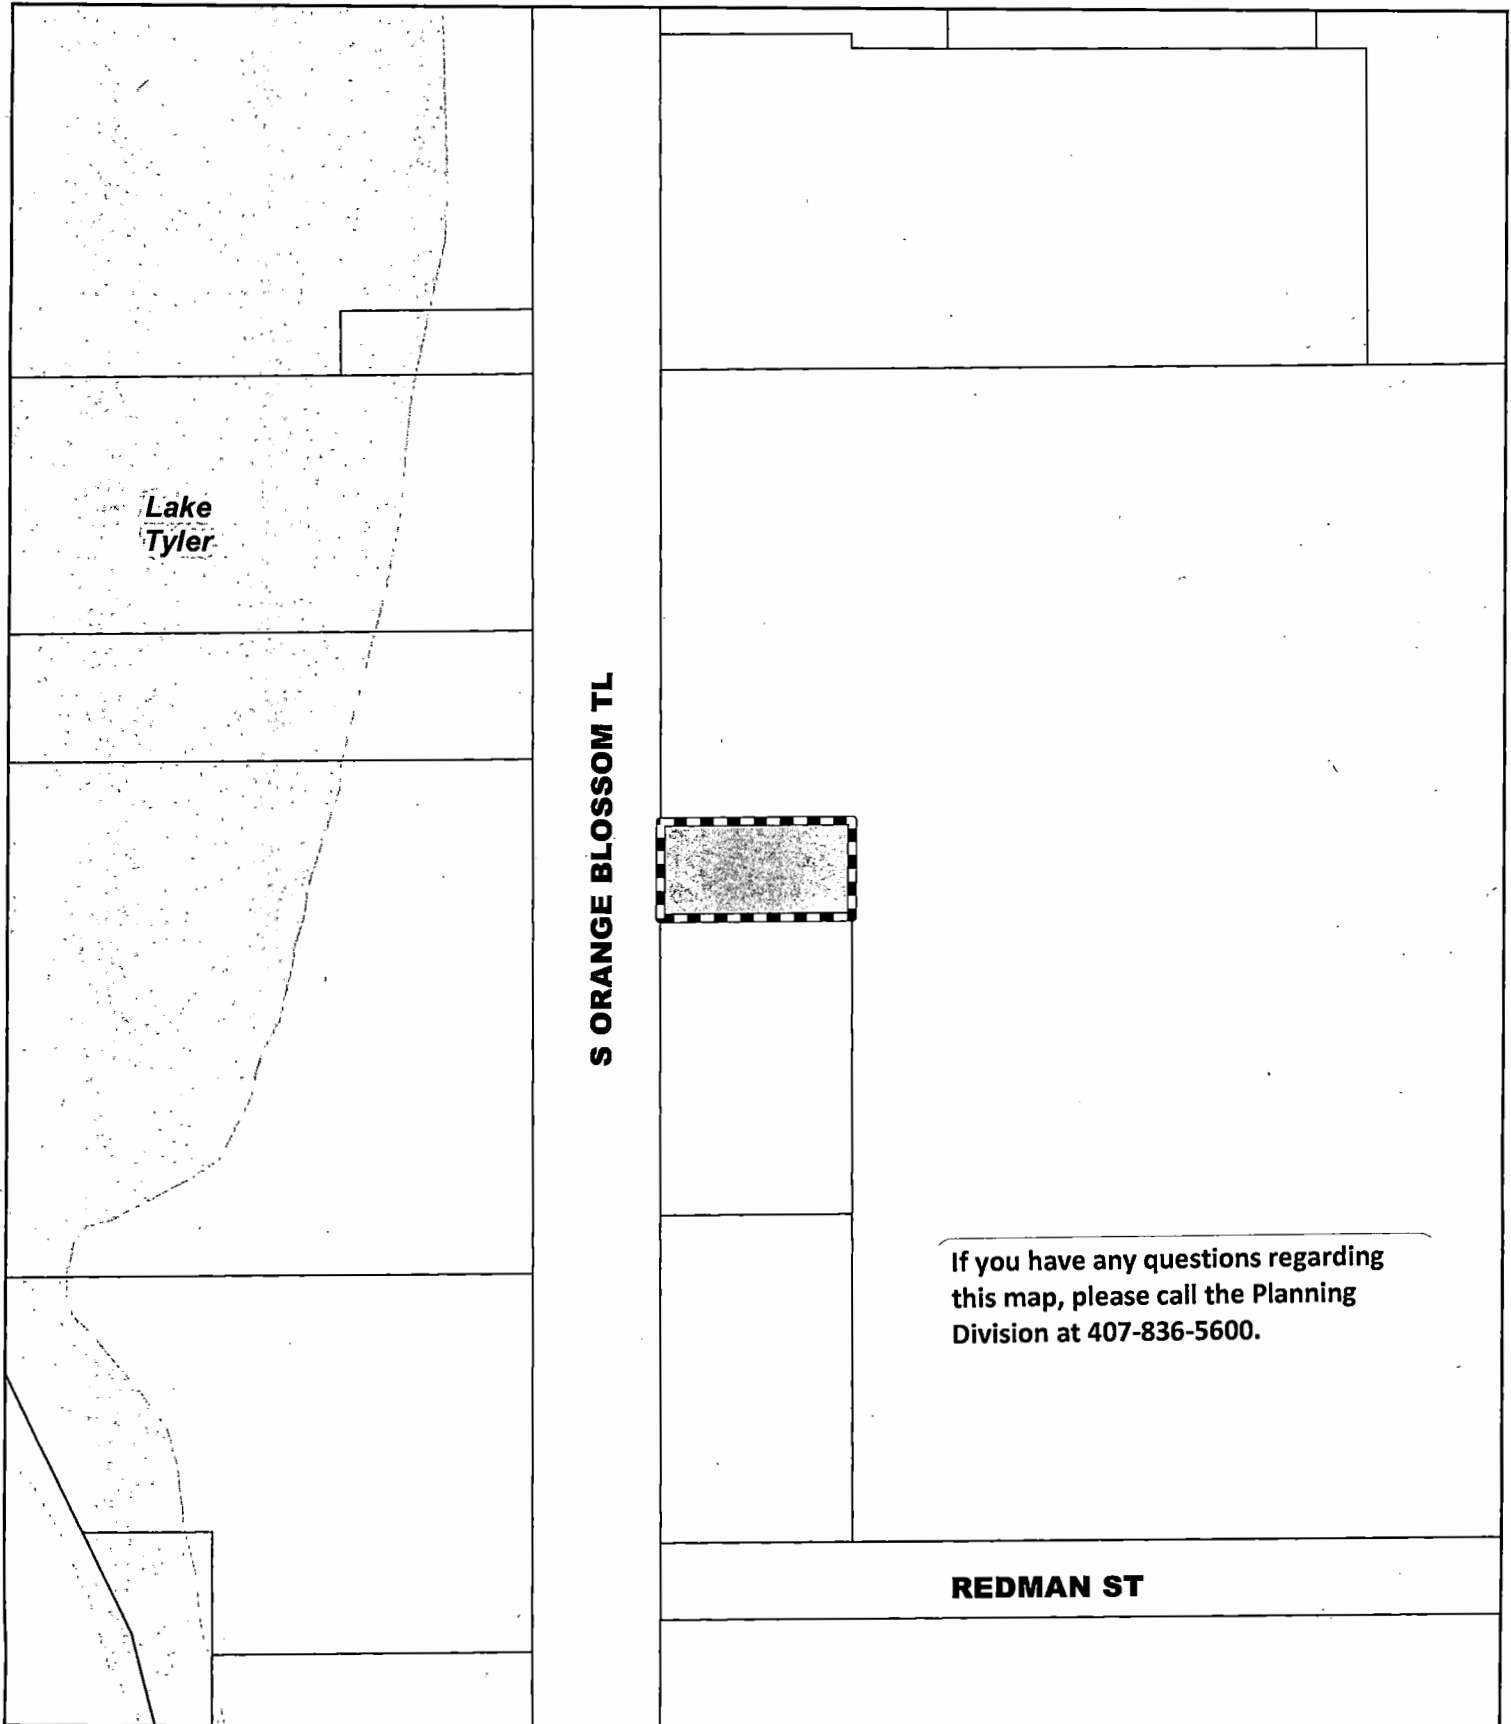 Lake
Tyler
S ORANGE BLOSSOM TL
If you have any questions regarding
this map, please call the Planning
Division at 407-836-5600.
REDMAN ST